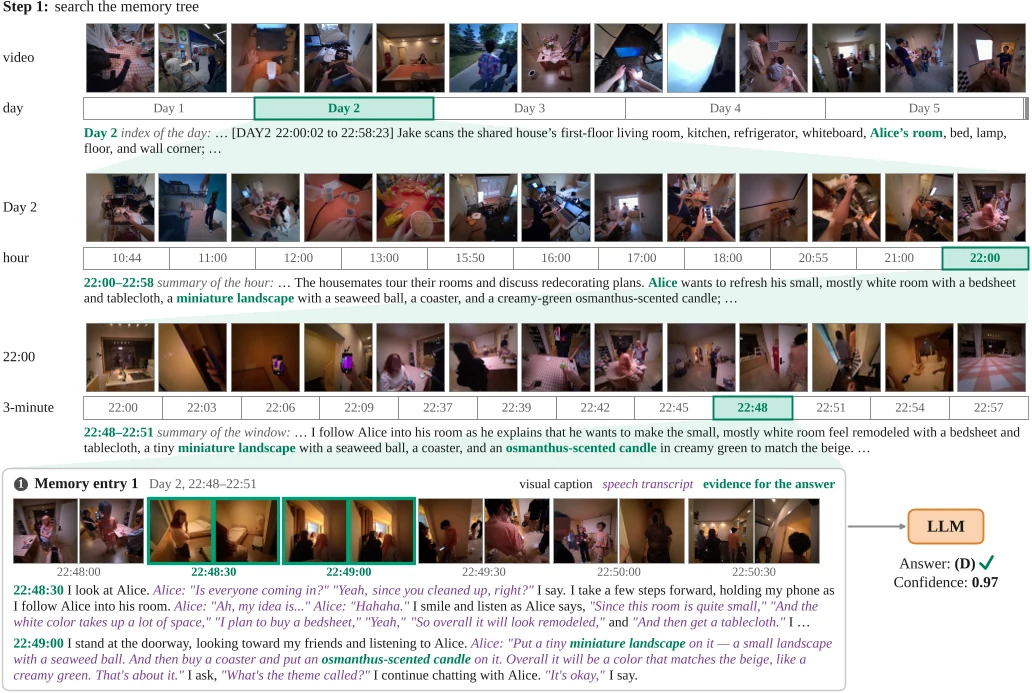 Step 1: search the memory tree
video
day
Day 1
Day 2
Day 3
Day 4
Day 5
Day 2 index of the day: … [DAY2 22:00:02 to 22:58:23] Jake scans the shared house's first-floor living room, kitchen, refrigerator, whiteboard, Alice's room, bed, lamp,
floor, and wall corner; …
Day 2
hour
10:44
11:00
12:00
13:00
15:50
16:00
17:00
18:00
20:55
21:00
22:00
22:00–22:58 summary of the hour: … The housemates tour their rooms and discuss redecorating plans. Alice wants to refresh his small, mostly white room with a bedsheet
and tablecloth, a miniature landscape with a seaweed ball, a coaster, and a creamy-green osmanthus-scented candle; …
22:00
3-minute
22:00
22:03
22:06
22:09
22:37
22:39
22:42
22:45
22:48
22:51
22:54
22:57
22:48–22:51 summary of the window: … I follow Alice into his room as he explains that he wants to make the small, mostly white room feel remodeled with a bedsheet and
tablecloth, a tiny miniature landscape with a seaweed ball, a coaster, and an osmanthus-scented candle in creamy green to match the beige. …
1 Memory entry 1 Day 2, 22:48–22:51
visual caption speech transcript evidence for the answer
22:48:00
22:48:30
22:49:00
22:49:30
22:50:00
22:50:30
22:48:30 I look at Alice. Alice: "Is everyone coming in?" "Yeah, since you cleaned up, right?" I say. I take a few steps forward, holding my phone as
I follow Alice into his room. Alice: "Ah, my idea is..." Alice: "Hahaha." I smile and listen as Alice says, "Since this room is quite small," "And the
white color takes up a lot of space," "I plan to buy a bedsheet," "Yeah," "So overall it will look remodeled," and "And then get a tablecloth." I …
22:49:00 I stand at the doorway, looking toward my friends and listening to Alice. Alice: "Put a tiny miniature landscape on it — a small landscape
with a seaweed ball. And then buy a coaster and put an osmanthus-scented candle on it. Overall it will be a color that matches the beige, like a
creamy green. That's about it." I ask, "What's the theme called?" I continue chatting with Alice. "It's okay," I say.
LLM
Answer: (D) ✓
Confidence: 0.97